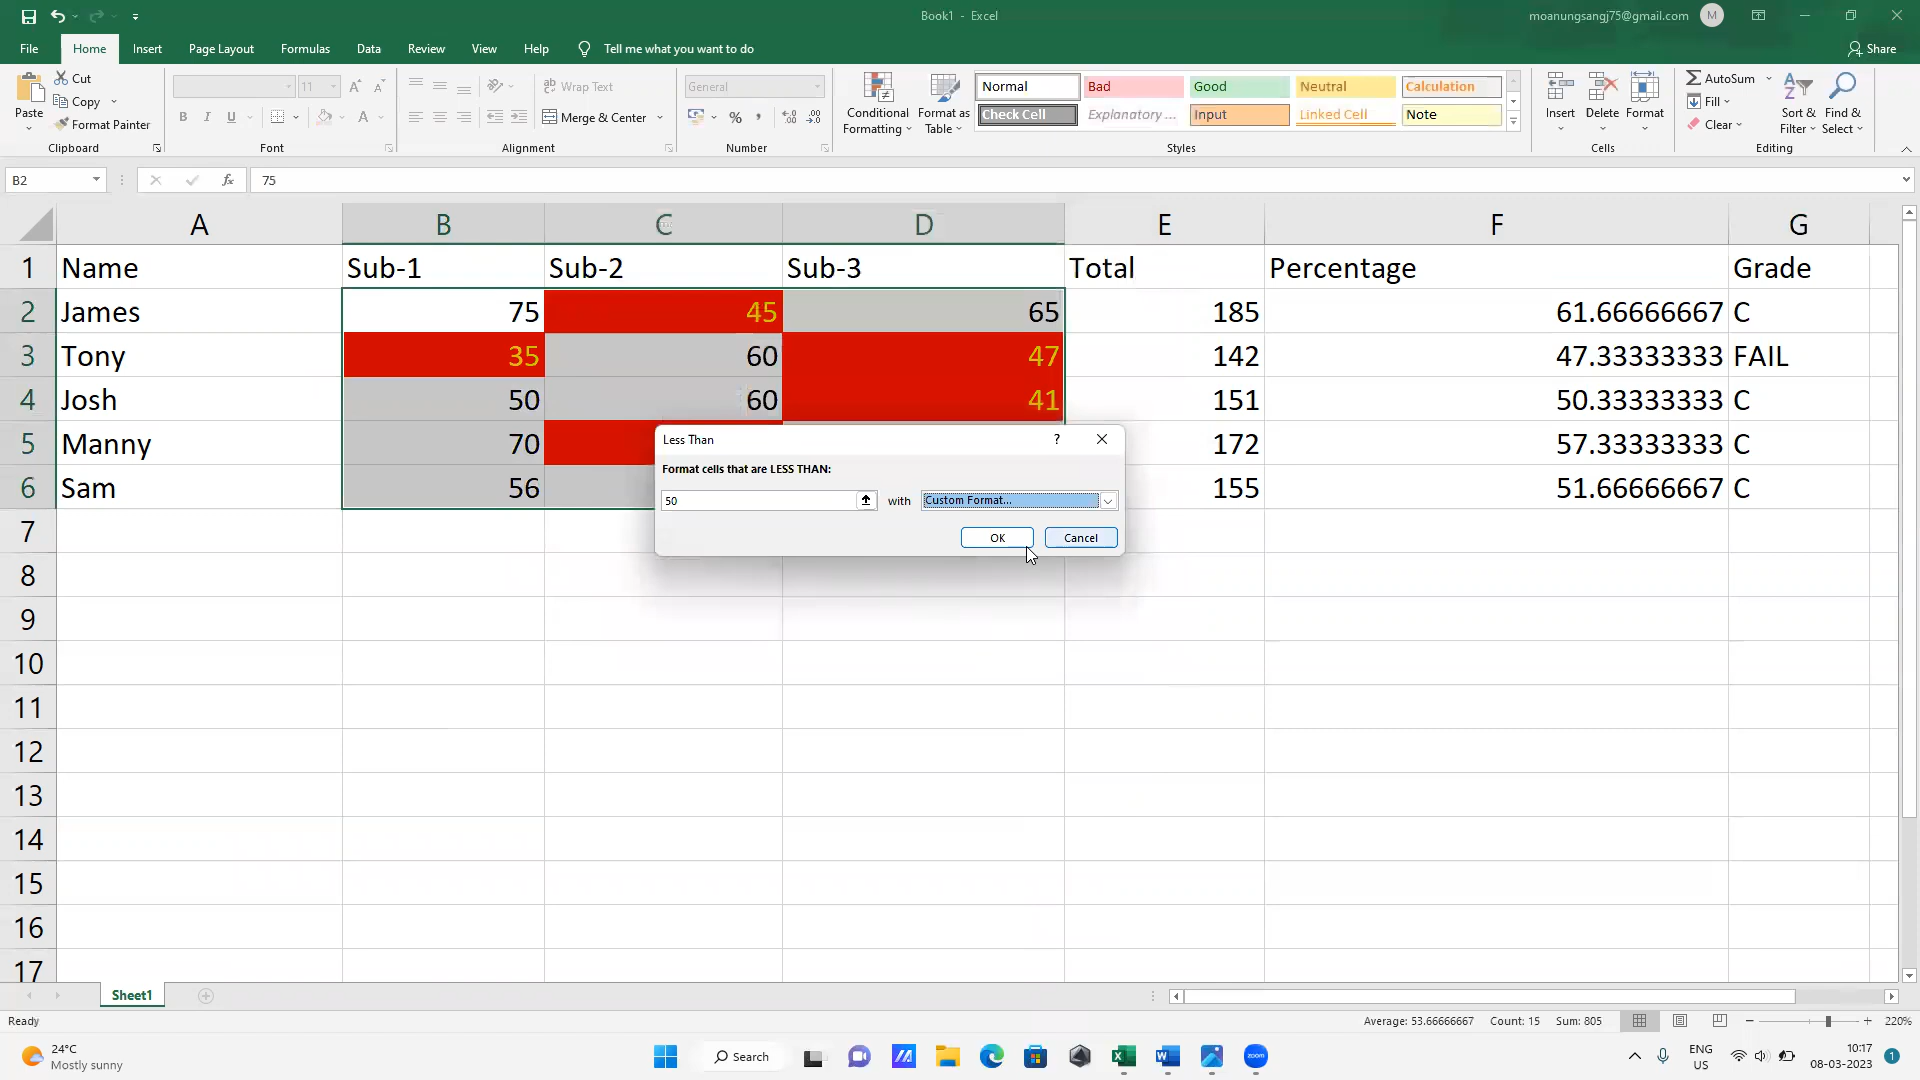 Book1 - Excel
moanungsangj75@gmail.com M
File Home Insert Page Layout Formulas Data Review View Help Tell me what you want to do Share
Paste
Cut
Copy
Format Painter
Clipboard
11
A A
B I U A
Font
Wrap Text
Merge & Center
Alignment
General
% ,
Number
Conditional Formatting
Format as Table
Normal Bad Good Neutral Calculation
Check Cell Explanatory ... Input Linked Cell Note
Styles
Insert Delete Format
Cells
AutoSum
Fill
Clear
Sort & Filter
Find & Select
Editing
B2 fx 75
A B C D E F G
1 Name Sub-1 Sub-2 Sub-3 Total Percentage Grade
2 James 75 45 65 185 61.66666667 C
3 Tony 35 60 47 142 47.33333333 FAIL
4 Josh 50 60 41 151 50.33333333 C
5 Manny 70 172 57.33333333 C
6 Sam 56 155 51.66666667 C
Less Than ?
Format cells that are LESS THAN:
50 with Custom Format...
OK Cancel
7
8
9
10
11
12
13
14
15
16
17
Sheet1
Ready Average: 53.66666667 Count: 15 Sum: 805 220%
24°C
Mostly sunny
Search
zoom
ENG
US
10:17
08-03-2023
1